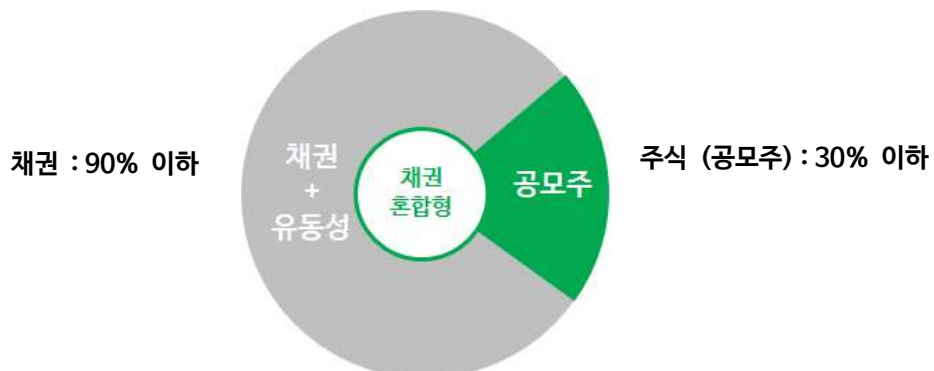 채권 : 90% 이하
채권
+
유동성
채권
혼합형
공모주
주식 (공모주) : 30% 이하